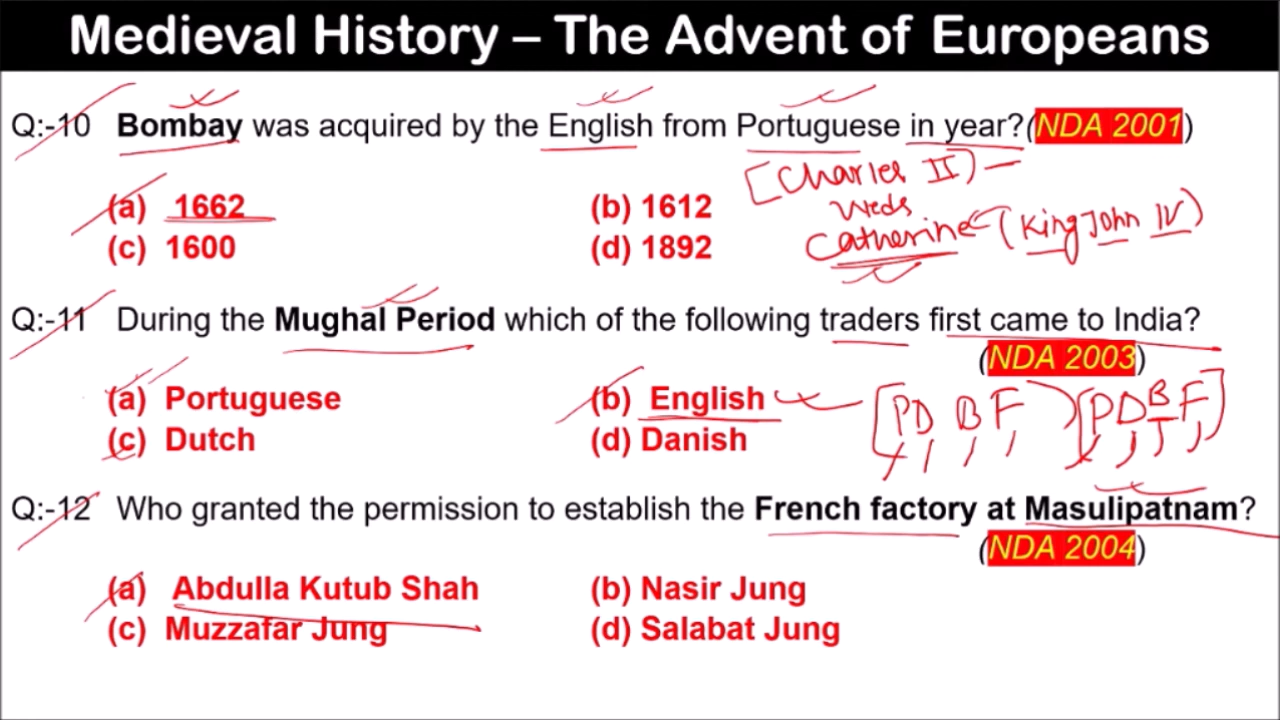 Medieval History – The Advent of Europeans
Q:-10 Bombay was acquired by the English from Portuguese in year?(NDA 2001)
[Charles II) –
Weds
(a) 1662 (b) 1612
Catherine (King John IV)
(c) 1600 (d) 1892
Q:-11 During the Mughal Period which of the following traders first came to India?
(NDA 2003)
(a) Portuguese (b) English [PD B F) [PD B F]
(c) Dutch (d) Danish
Q:-12 Who granted the permission to establish the French factory at Masulipatnam?
(NDA 2004)
(a) Abdulla Kutub Shah (b) Nasir Jung
(c) Muzzafar Jung (d) Salabat Jung